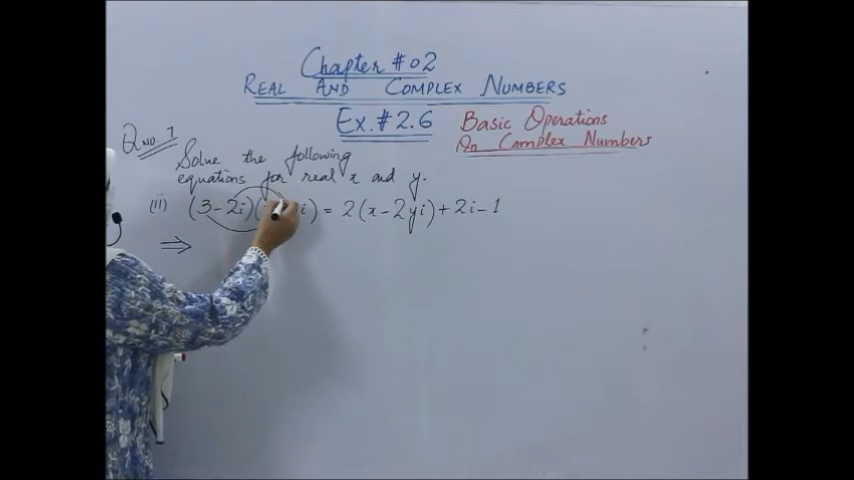 Chapter # 02
REAL AND COMPLEX NUMBERS
Ex.# 2.6 Basic Operations
On Complex Numbers
Q NO. 7
Solve the following
equations for real x and y.
(ii) (3-2i)( i) = 2(x-2yi)+2i-1
⇒